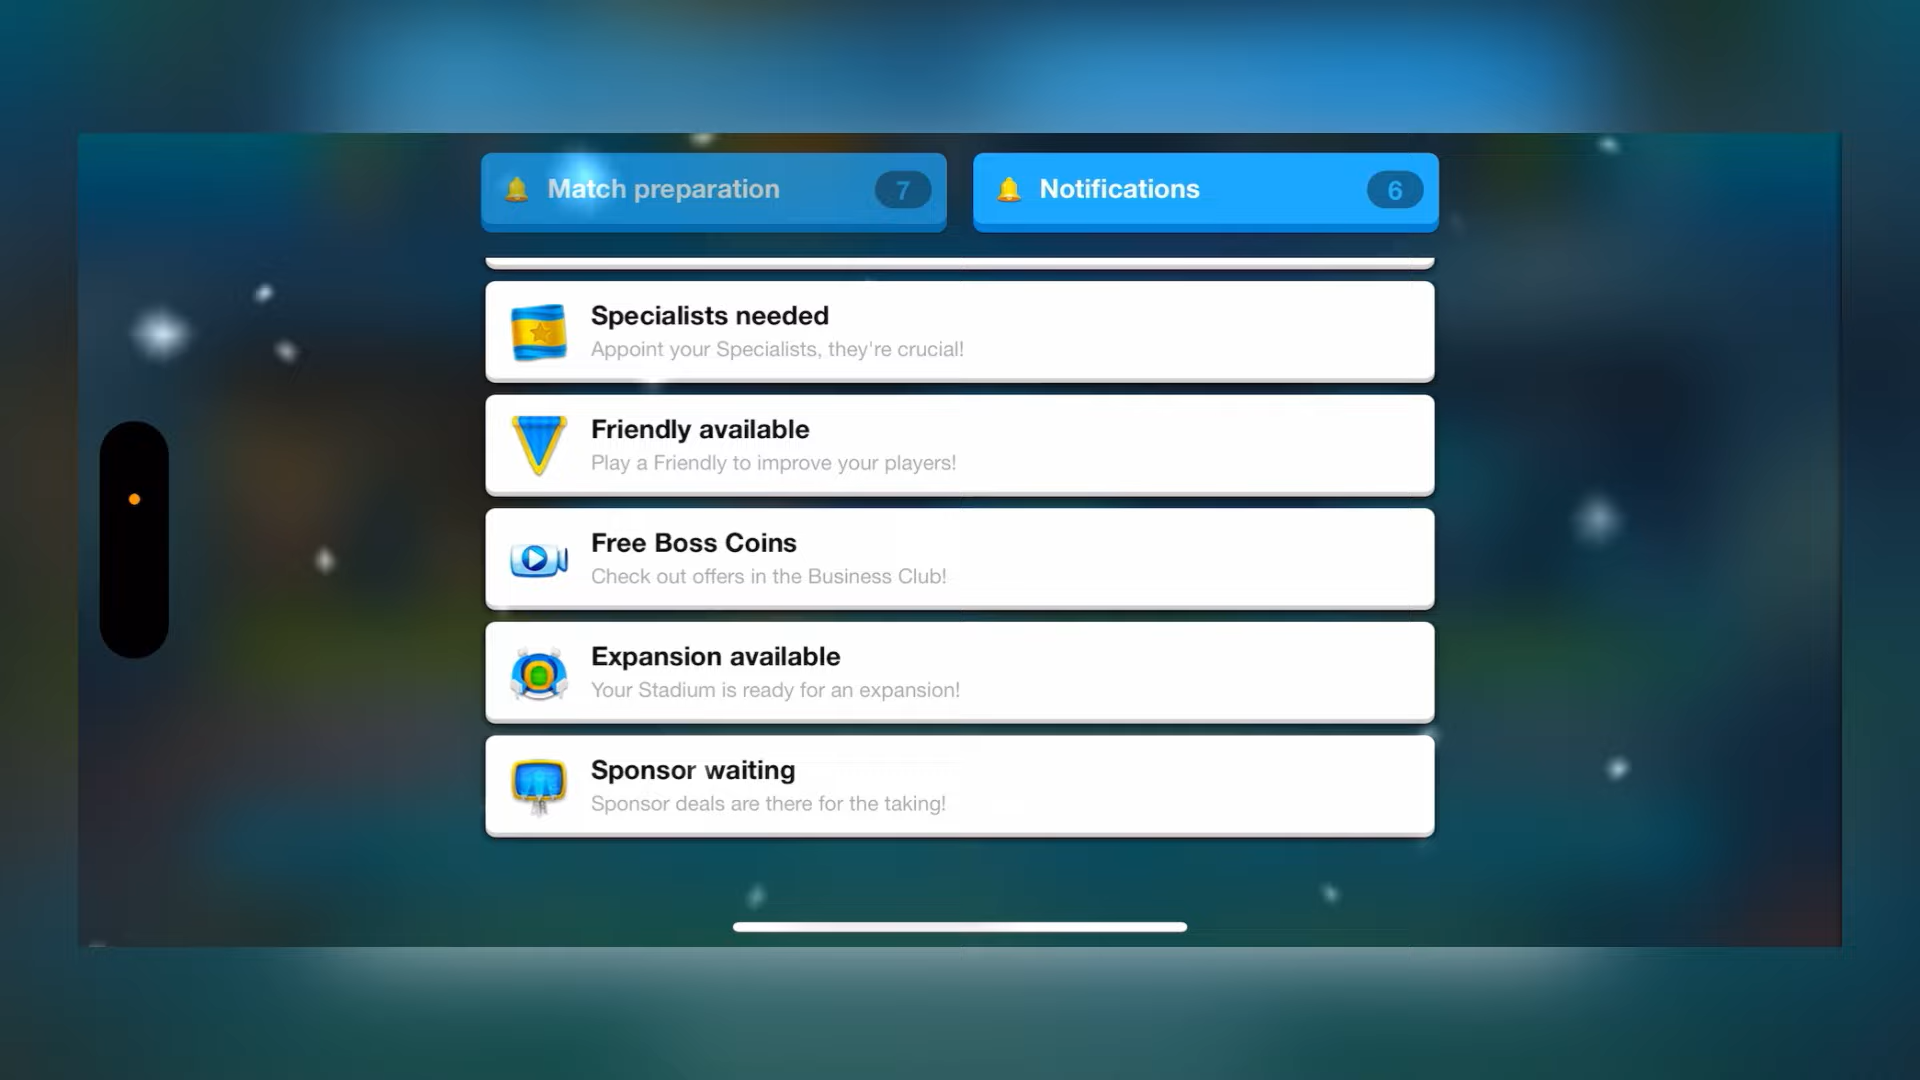 Match preparation 7
Notifications 6
Specialists needed
Appoint your Specialists, they're crucial!
Friendly available
Play a Friendly to improve your players!
Free Boss Coins
Check out offers in the Business Club!
Expansion available
Your Stadium is ready for an expansion!
Sponsor waiting
Sponsor deals are there for the taking!